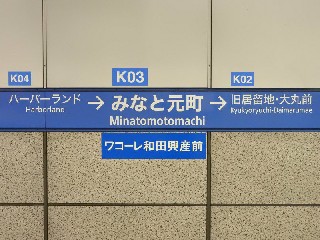 K04
K03
K02
ハーバーランド
Harborland
→
みなと元町
Minatomotomachi
→
旧居留地・大丸前
Kyukyoryuchi-Daimarumae
ワコーレ和田興産前